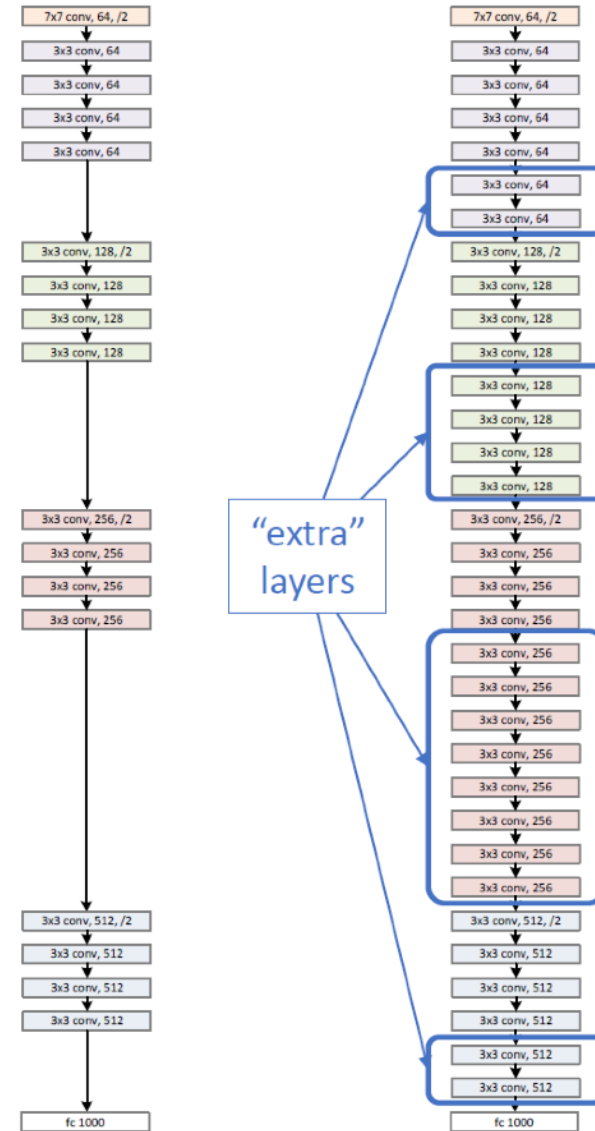 7x7 conv, 64, /2
3x3 conv, 64
3x3 conv, 64
3x3 conv, 64
3x3 conv, 64
3x3 conv, 128, /2
3x3 conv, 128
3x3 conv, 128
3x3 conv, 128
3x3 conv, 256, /2
3x3 conv, 256
3x3 conv, 256
3x3 conv, 256
3x3 conv, 512, /2
3x3 conv, 512
3x3 conv, 512
3x3 conv, 512
fc 1000
“extra”
layers
7x7 conv, 64, /2
3x3 conv, 64
3x3 conv, 64
3x3 conv, 64
3x3 conv, 64
3x3 conv, 64
3x3 conv, 64
3x3 conv, 128, /2
3x3 conv, 128
3x3 conv, 128
3x3 conv, 128
3x3 conv, 128
3x3 conv, 128
3x3 conv, 128
3x3 conv, 128
3x3 conv, 256, /2
3x3 conv, 256
3x3 conv, 256
3x3 conv, 256
3x3 conv, 256
3x3 conv, 256
3x3 conv, 256
3x3 conv, 256
3x3 conv, 256
3x3 conv, 256
3x3 conv, 256
3x3 conv, 256
3x3 conv, 512, /2
3x3 conv, 512
3x3 conv, 512
3x3 conv, 512
3x3 conv, 512
3x3 conv, 512
fc 1000